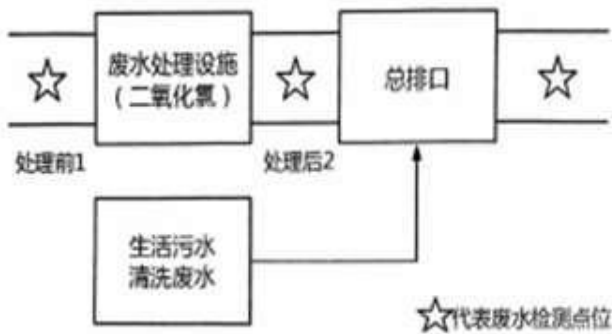 废水处理设施
(二氧化氯)
总排口
处理前1
处理后2
生活污水
清洗废水
☆代表废水检测点位